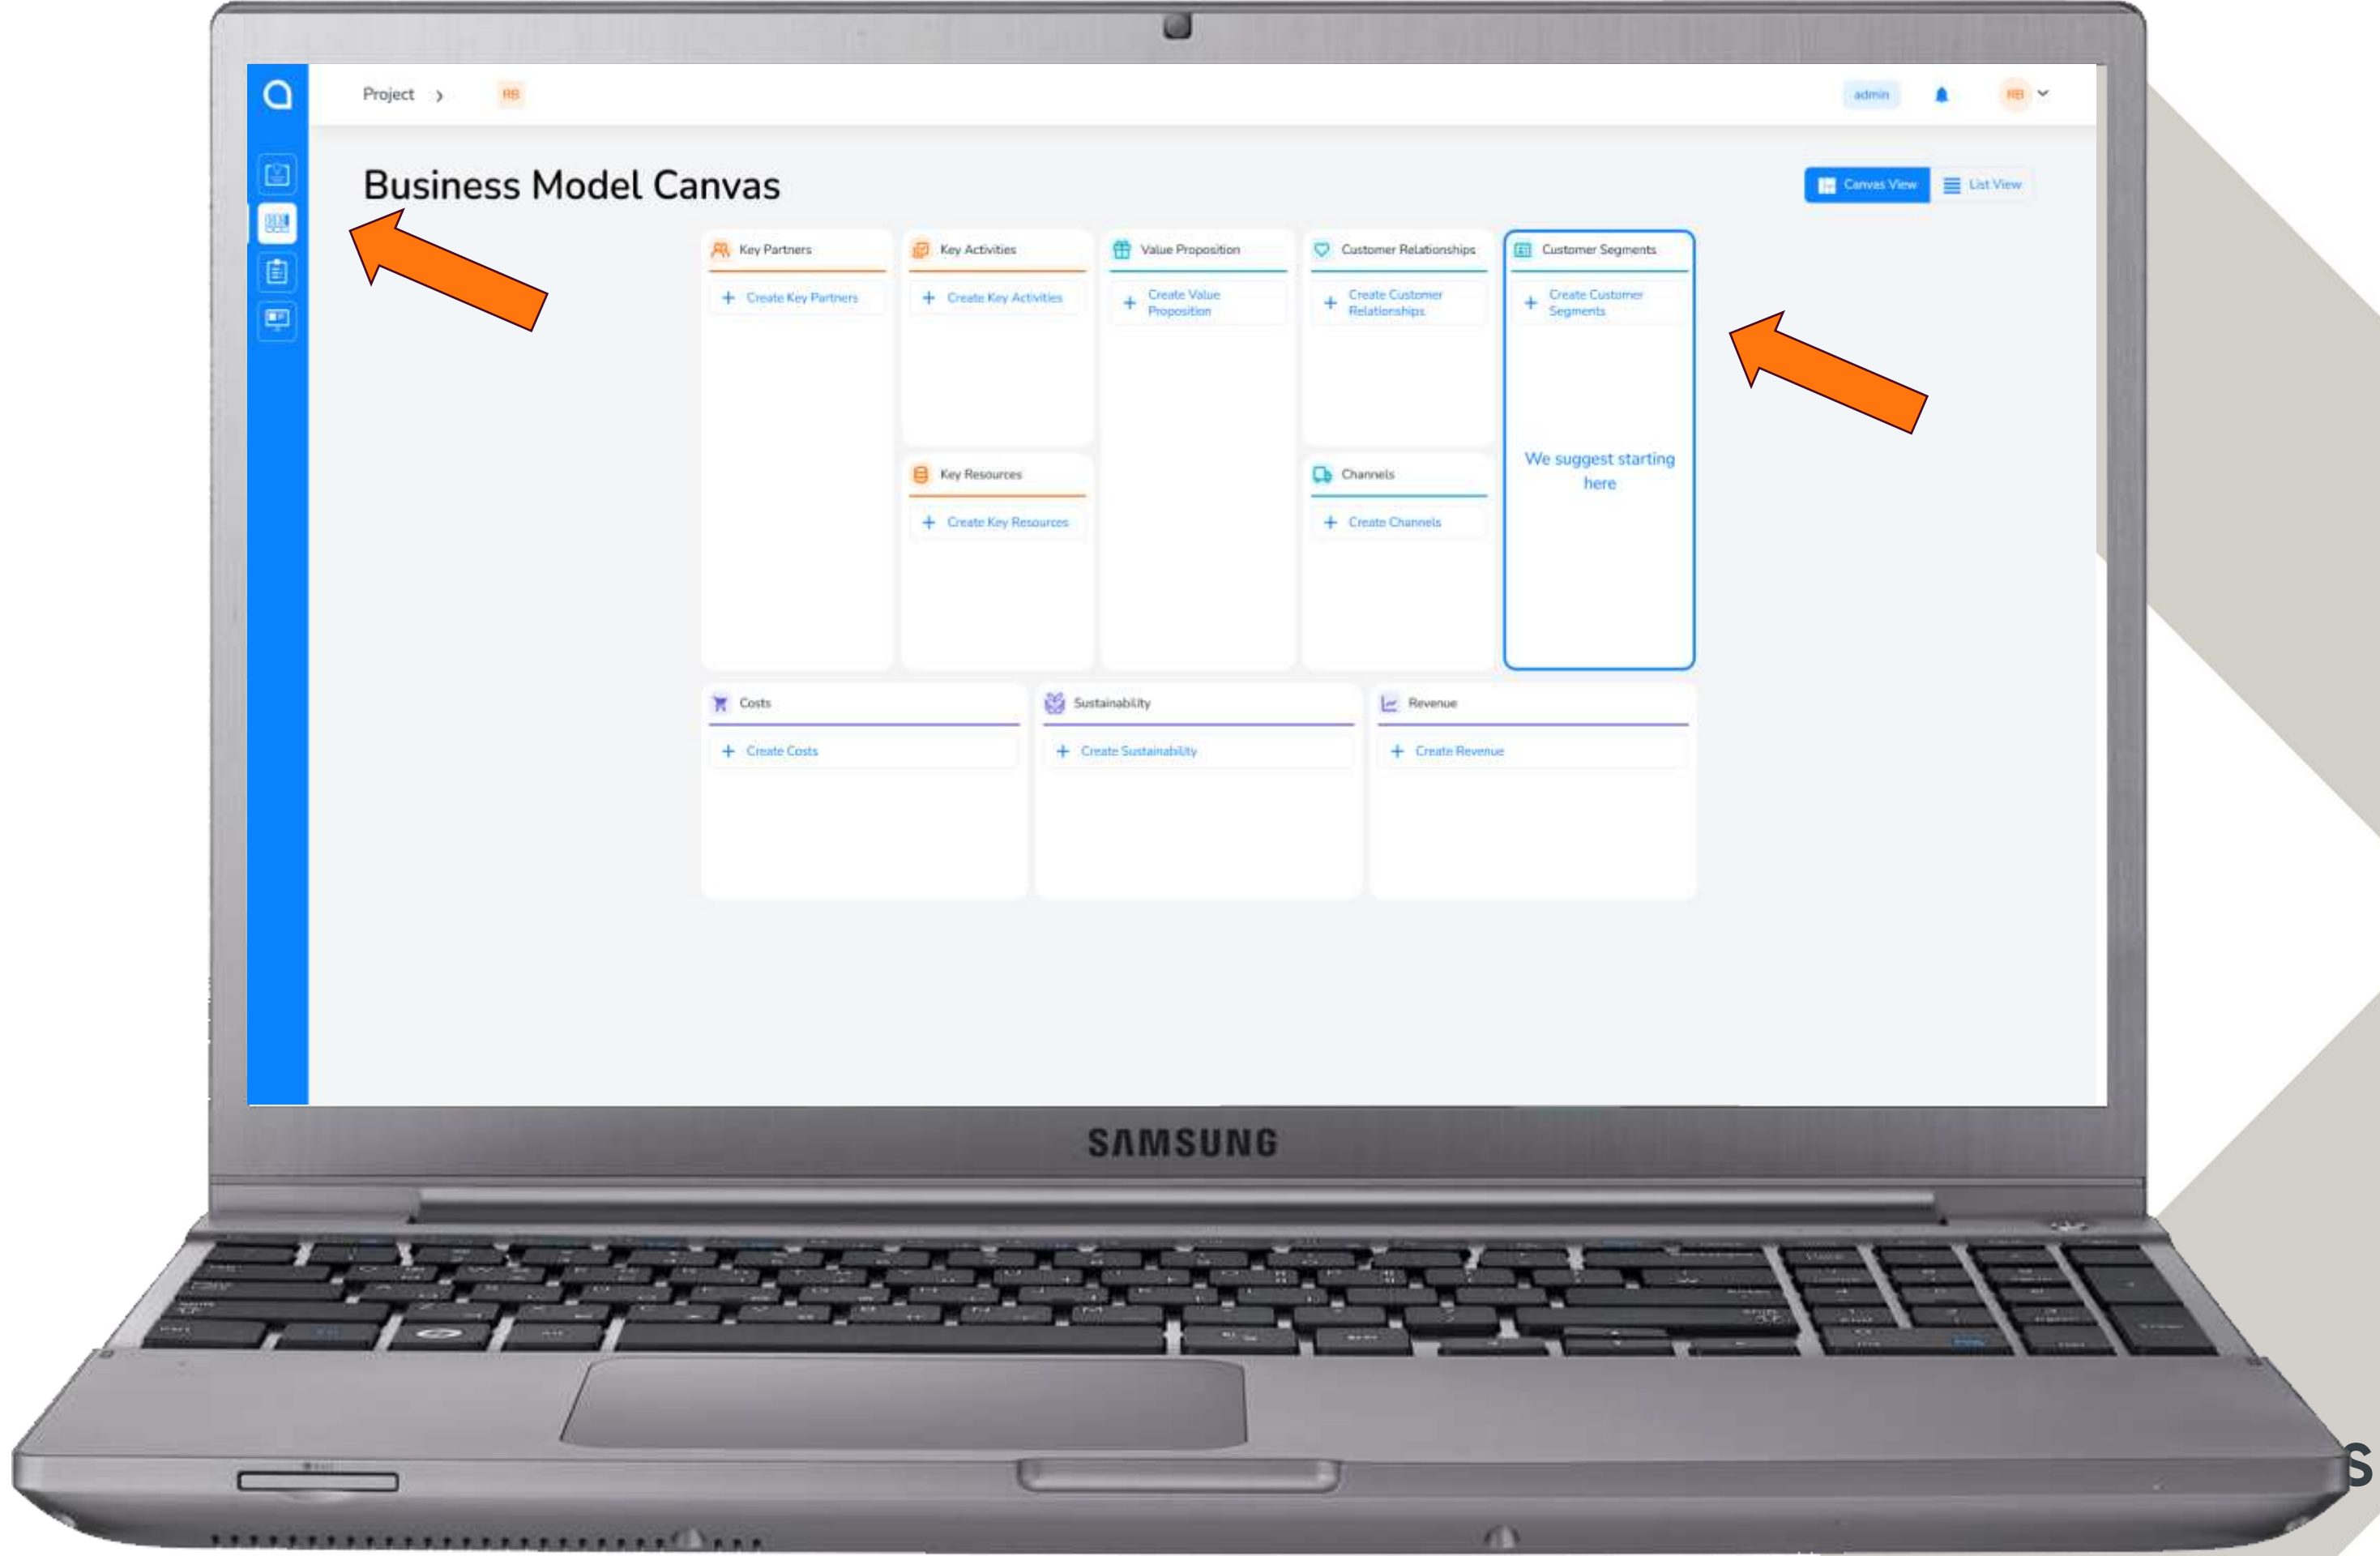 Project
RB
admin
RB
Business Model Canvas
Canvas View
List View
Key Partners
Create Key Partners
Key Activities
Create Key Activities
Value Proposition
Create Value
Proposition
Customer Relationships
Create Customer
Relationships
Customer Segments
Create Customer
Segments
We suggest starting
here
Key Resources
Create Key Resources
Channels
Create Channels
Costs
Create Costs
Sustainability
Create Sustainability
Revenue
Create Revenue
SAMSUNG
s